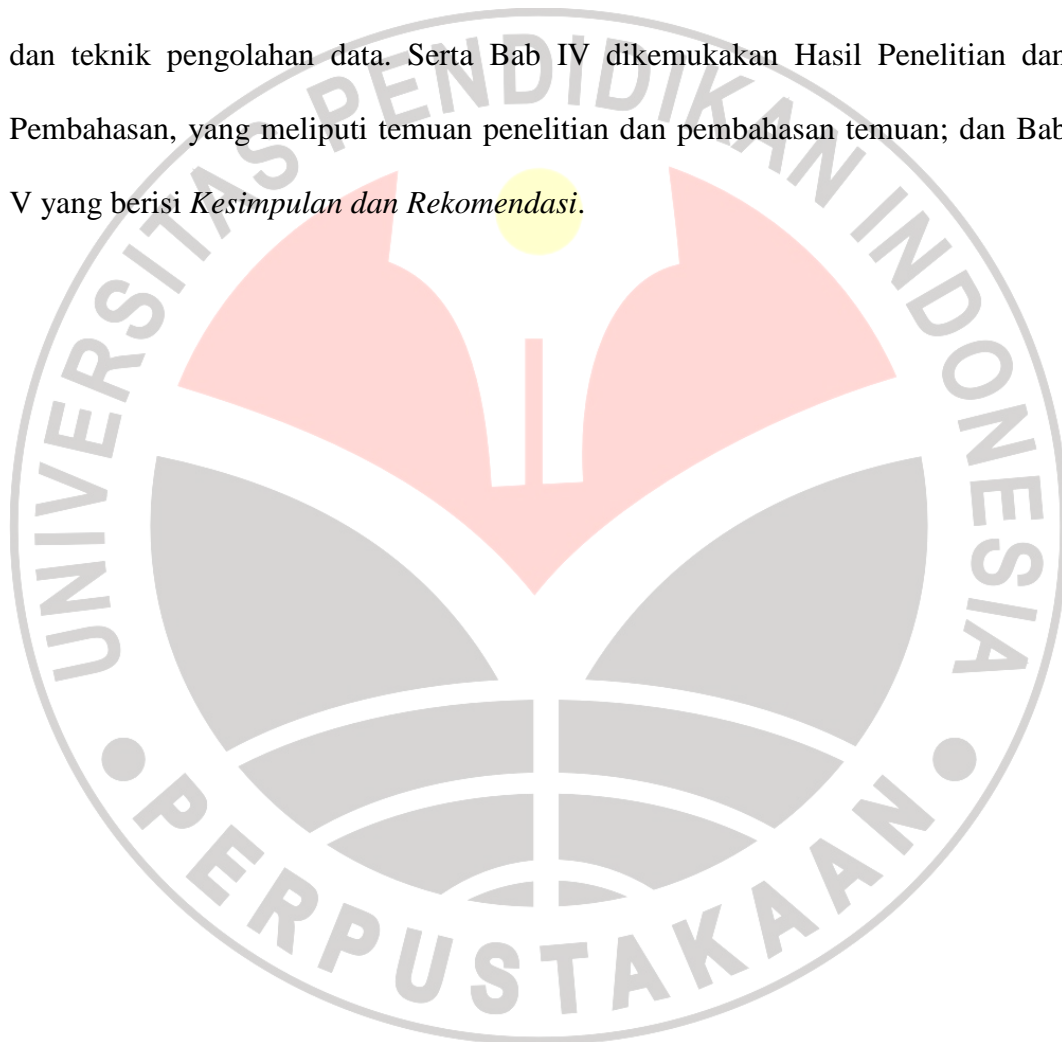 dan teknik pengolahan data. Serta Bab IV dikemukakan Hasil Penelitian dan
Pembahasan, yang meliputi temuan penelitian dan pembahasan temuan; dan Bab
V yang berisi Kesimpulan dan Rekomendasi.
UNIVERSITAS PENDIDIKAN INDONESIA
PERPUSTAKAAN